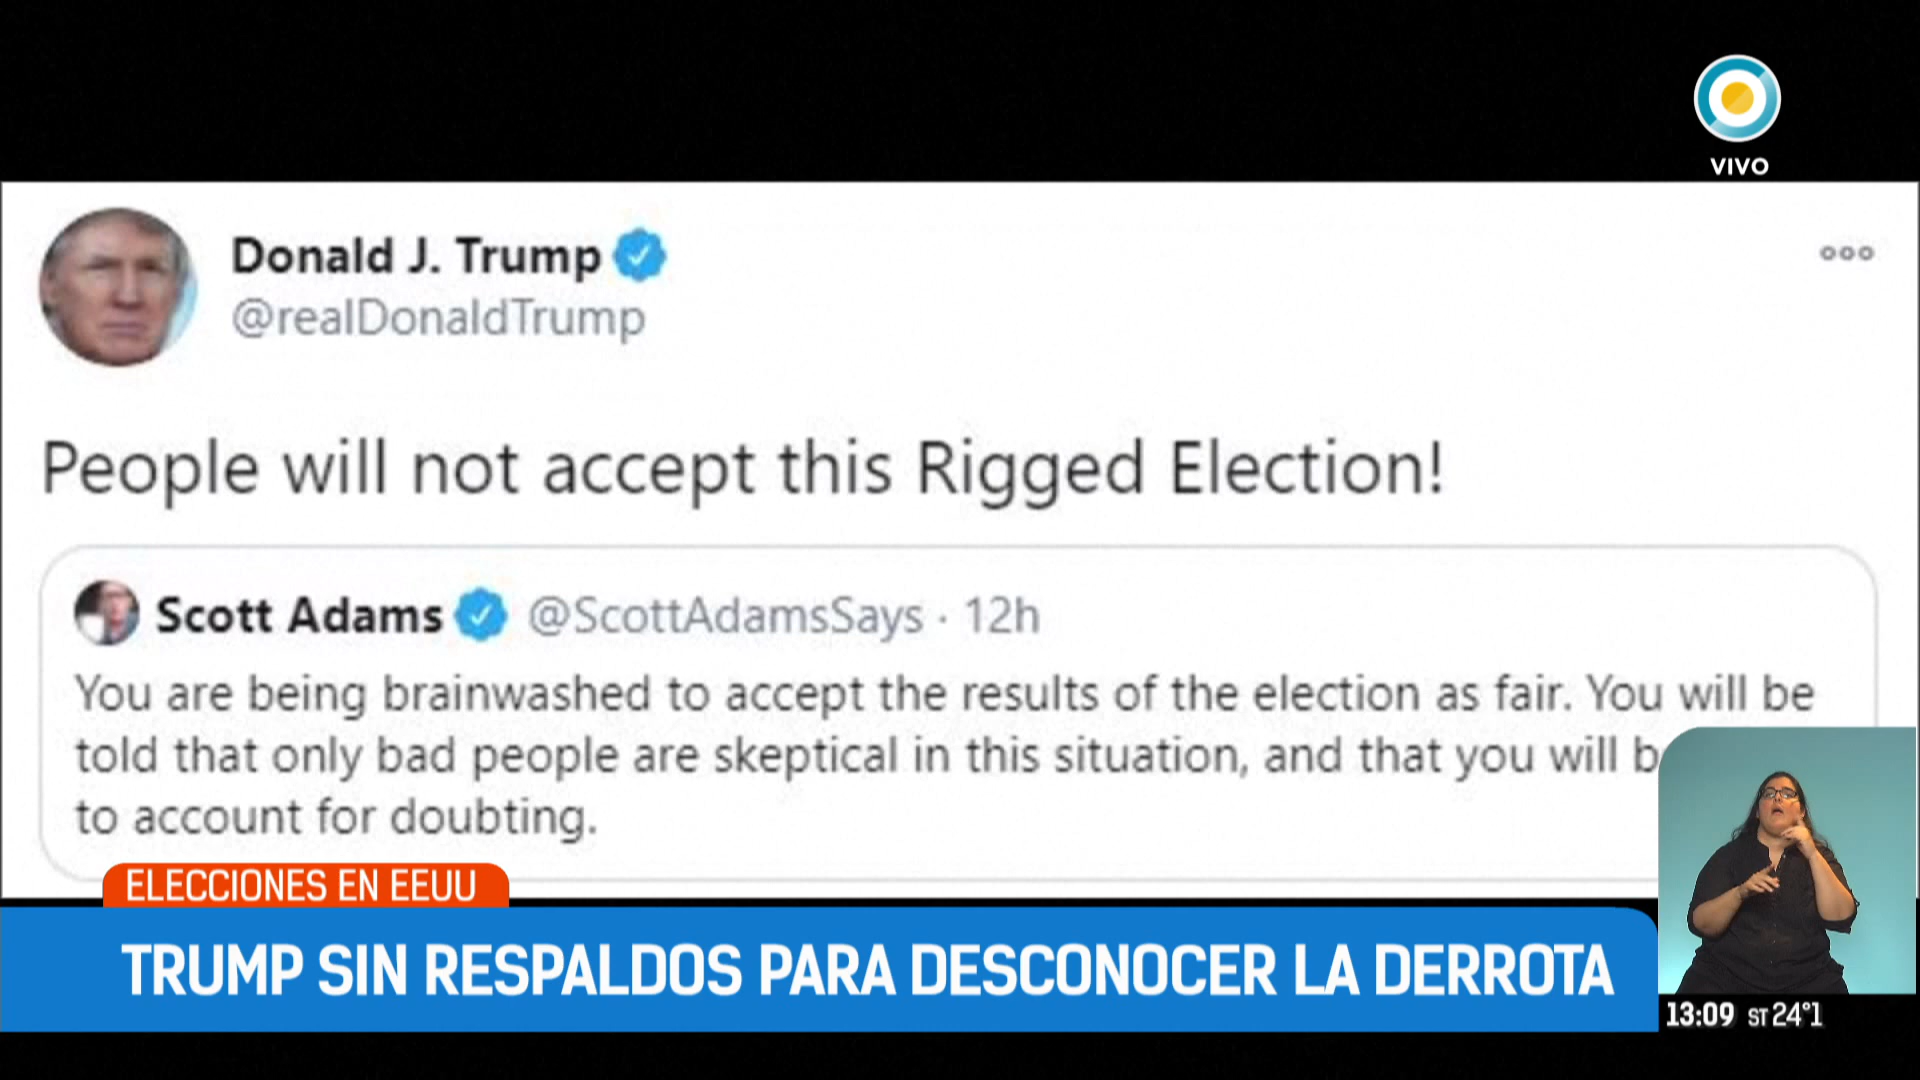 VIVO
Donald J. Trump
@realDonaldTrump
People will not accept this Rigged Election!
Scott Adams @ScottAdamsSays · 12h
You are being brainwashed to accept the results of the election as fair. You will be
told that only bad people are skeptical in this situation, and that you will
to account for doubting.
ELECCIONES EN EEUU
TRUMP SIN RESPALDOS PARA DESCONOCER LA DERROTA
13:09 ST 24°1